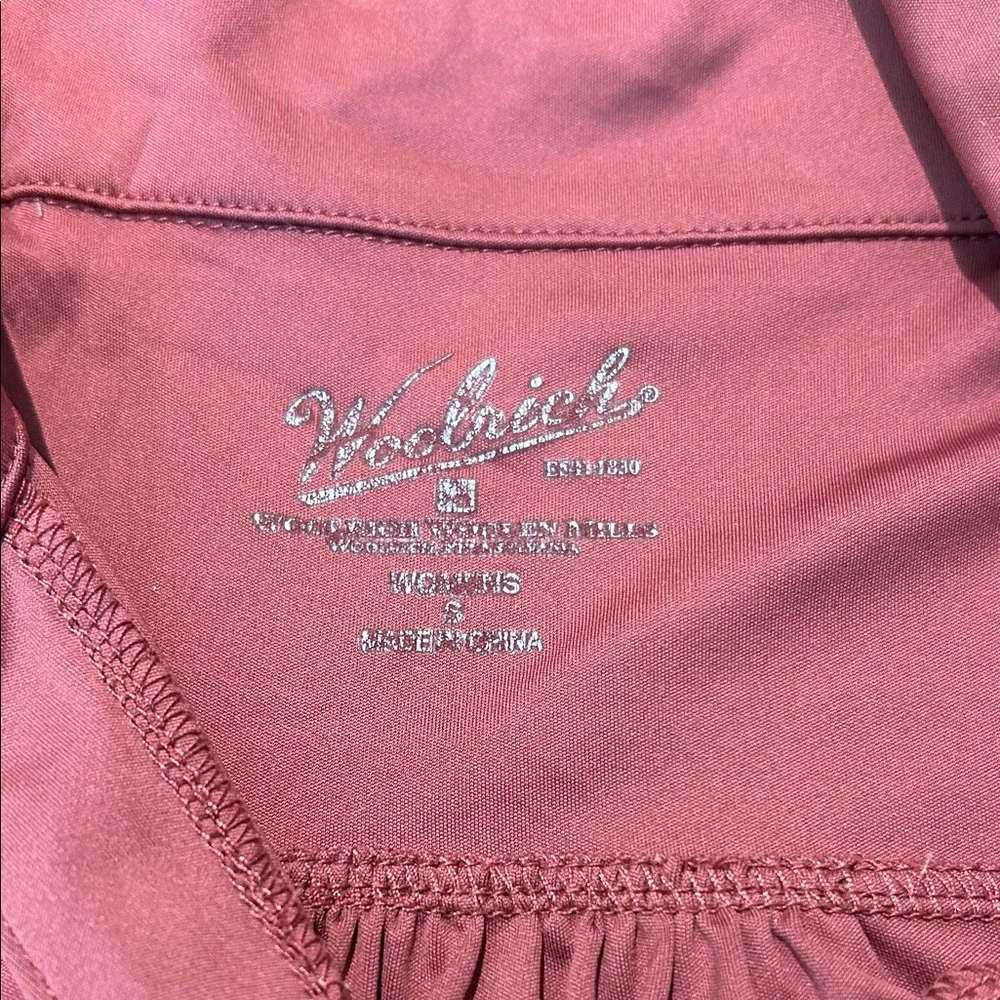 Woolrich®
EST. 1830
WOOLRICH WOOLEN MILLS
WOMENS
S
MADE IN CHINA